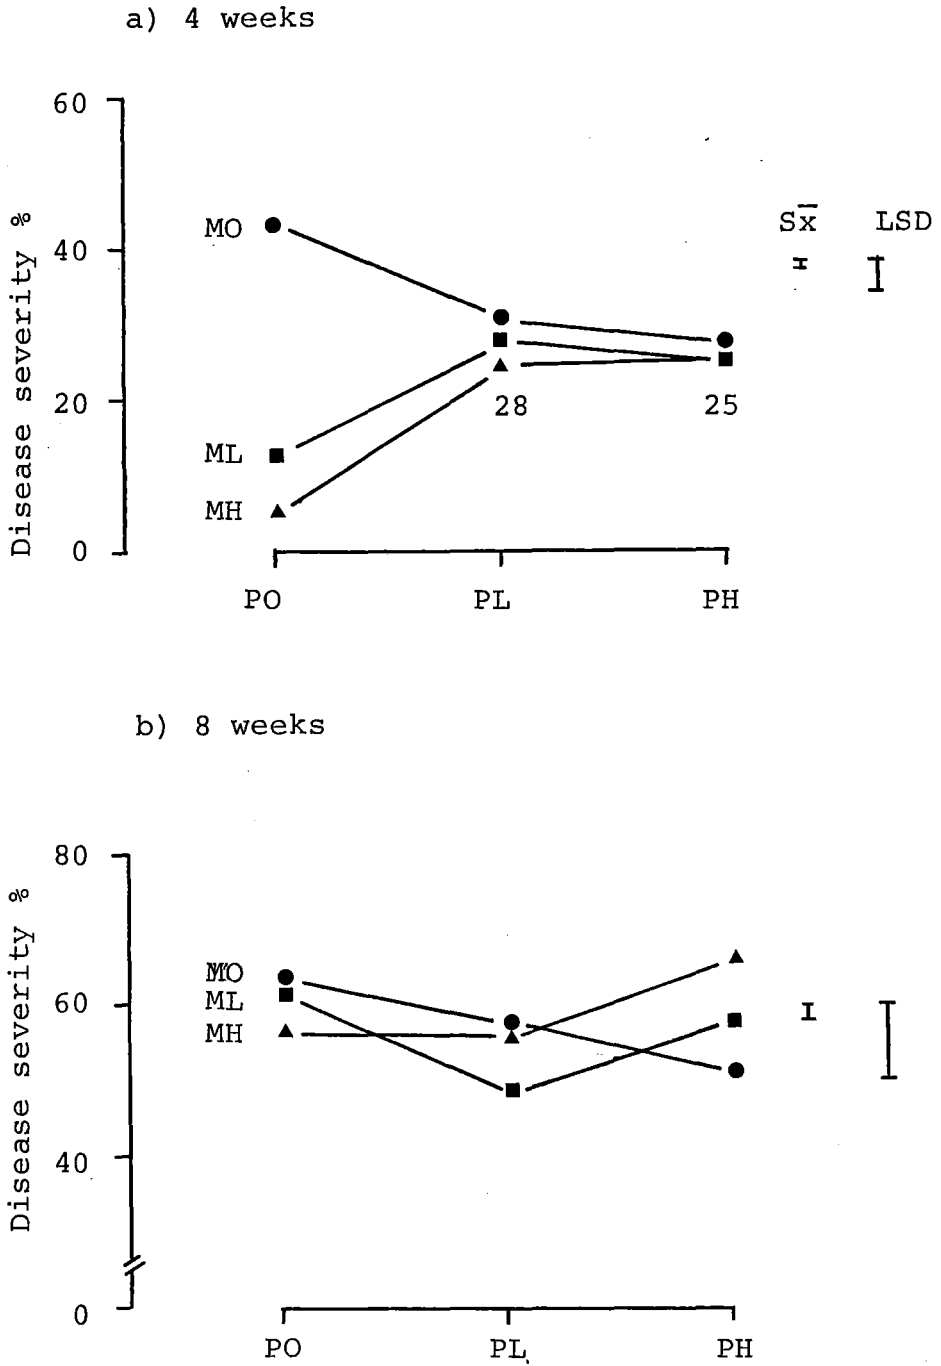 a) 4 weeks
60
40
20
0
Disease severity %
MO
ML
MH
28
25
Sx̅ LSD
PO PL PH
b) 8 weeks
80
60
40
0
Disease severity %
MO
ML
MH
PO PL PH